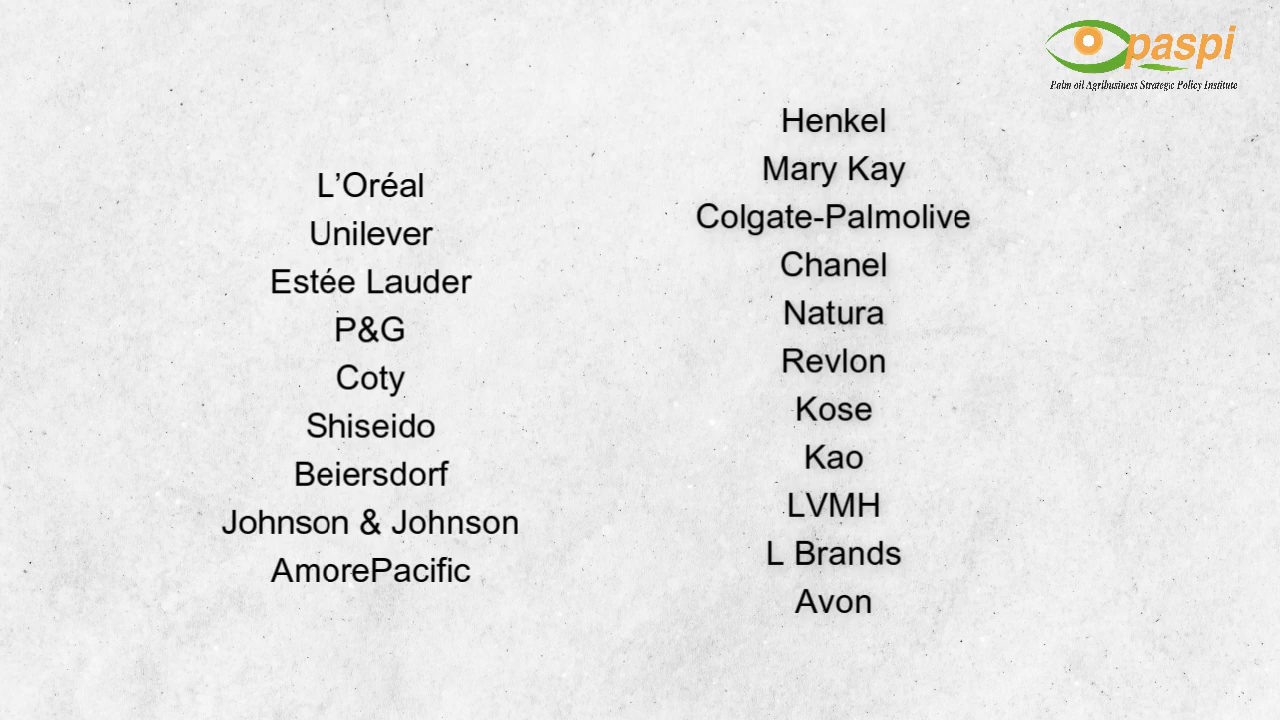 paspi
Palm oil Agribusiness Strategic Policy Institute
L’Oréal
Unilever
Estée Lauder
P&G
Coty
Shiseido
Beiersdorf
Johnson & Johnson
AmorePacific
Henkel
Mary Kay
Colgate-Palmolive
Chanel
Natura
Revlon
Kose
Kao
LVMH
L Brands
Avon